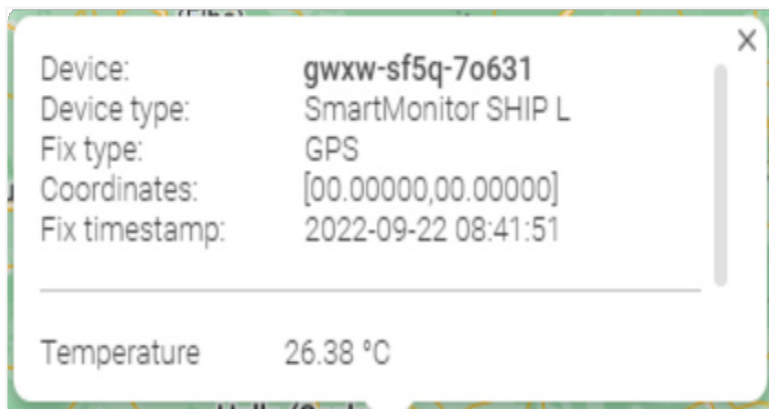 Device: gwxw-sf5q-7o631
Device type: SmartMonitor SHIP L
Fix type: GPS
Coordinates: [00.00000,00.00000]
Fix timestamp: 2022-09-22 08:41:51
Temperature 26.38 °C